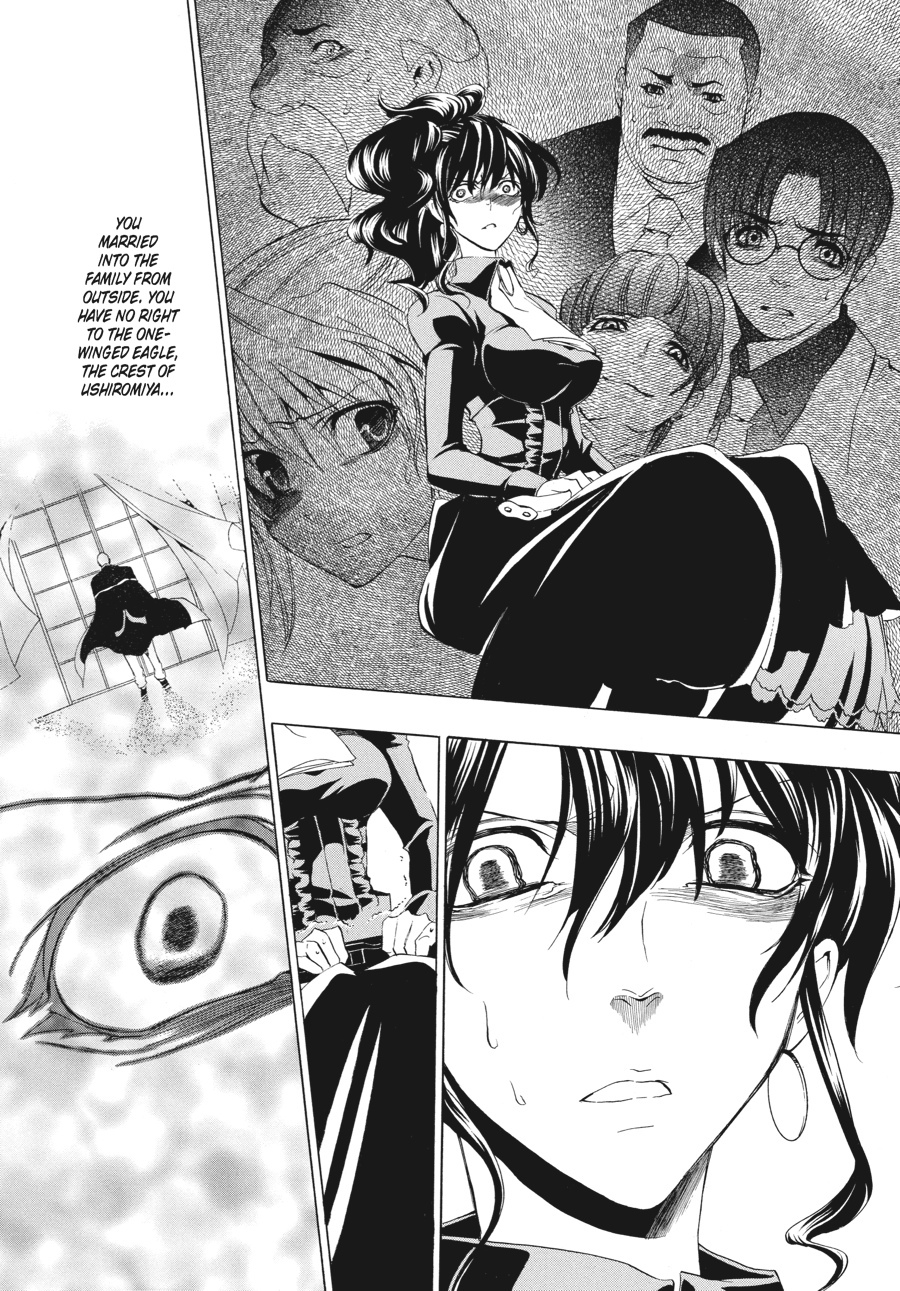 YOU
MARRIED
INTO THE
FAMILY FROM
OUTSIDE. YOU
HAVE NO RIGHT
TO THE ONE-
WINGED EAGLE,
THE CREST OF
USHIROMIYA...